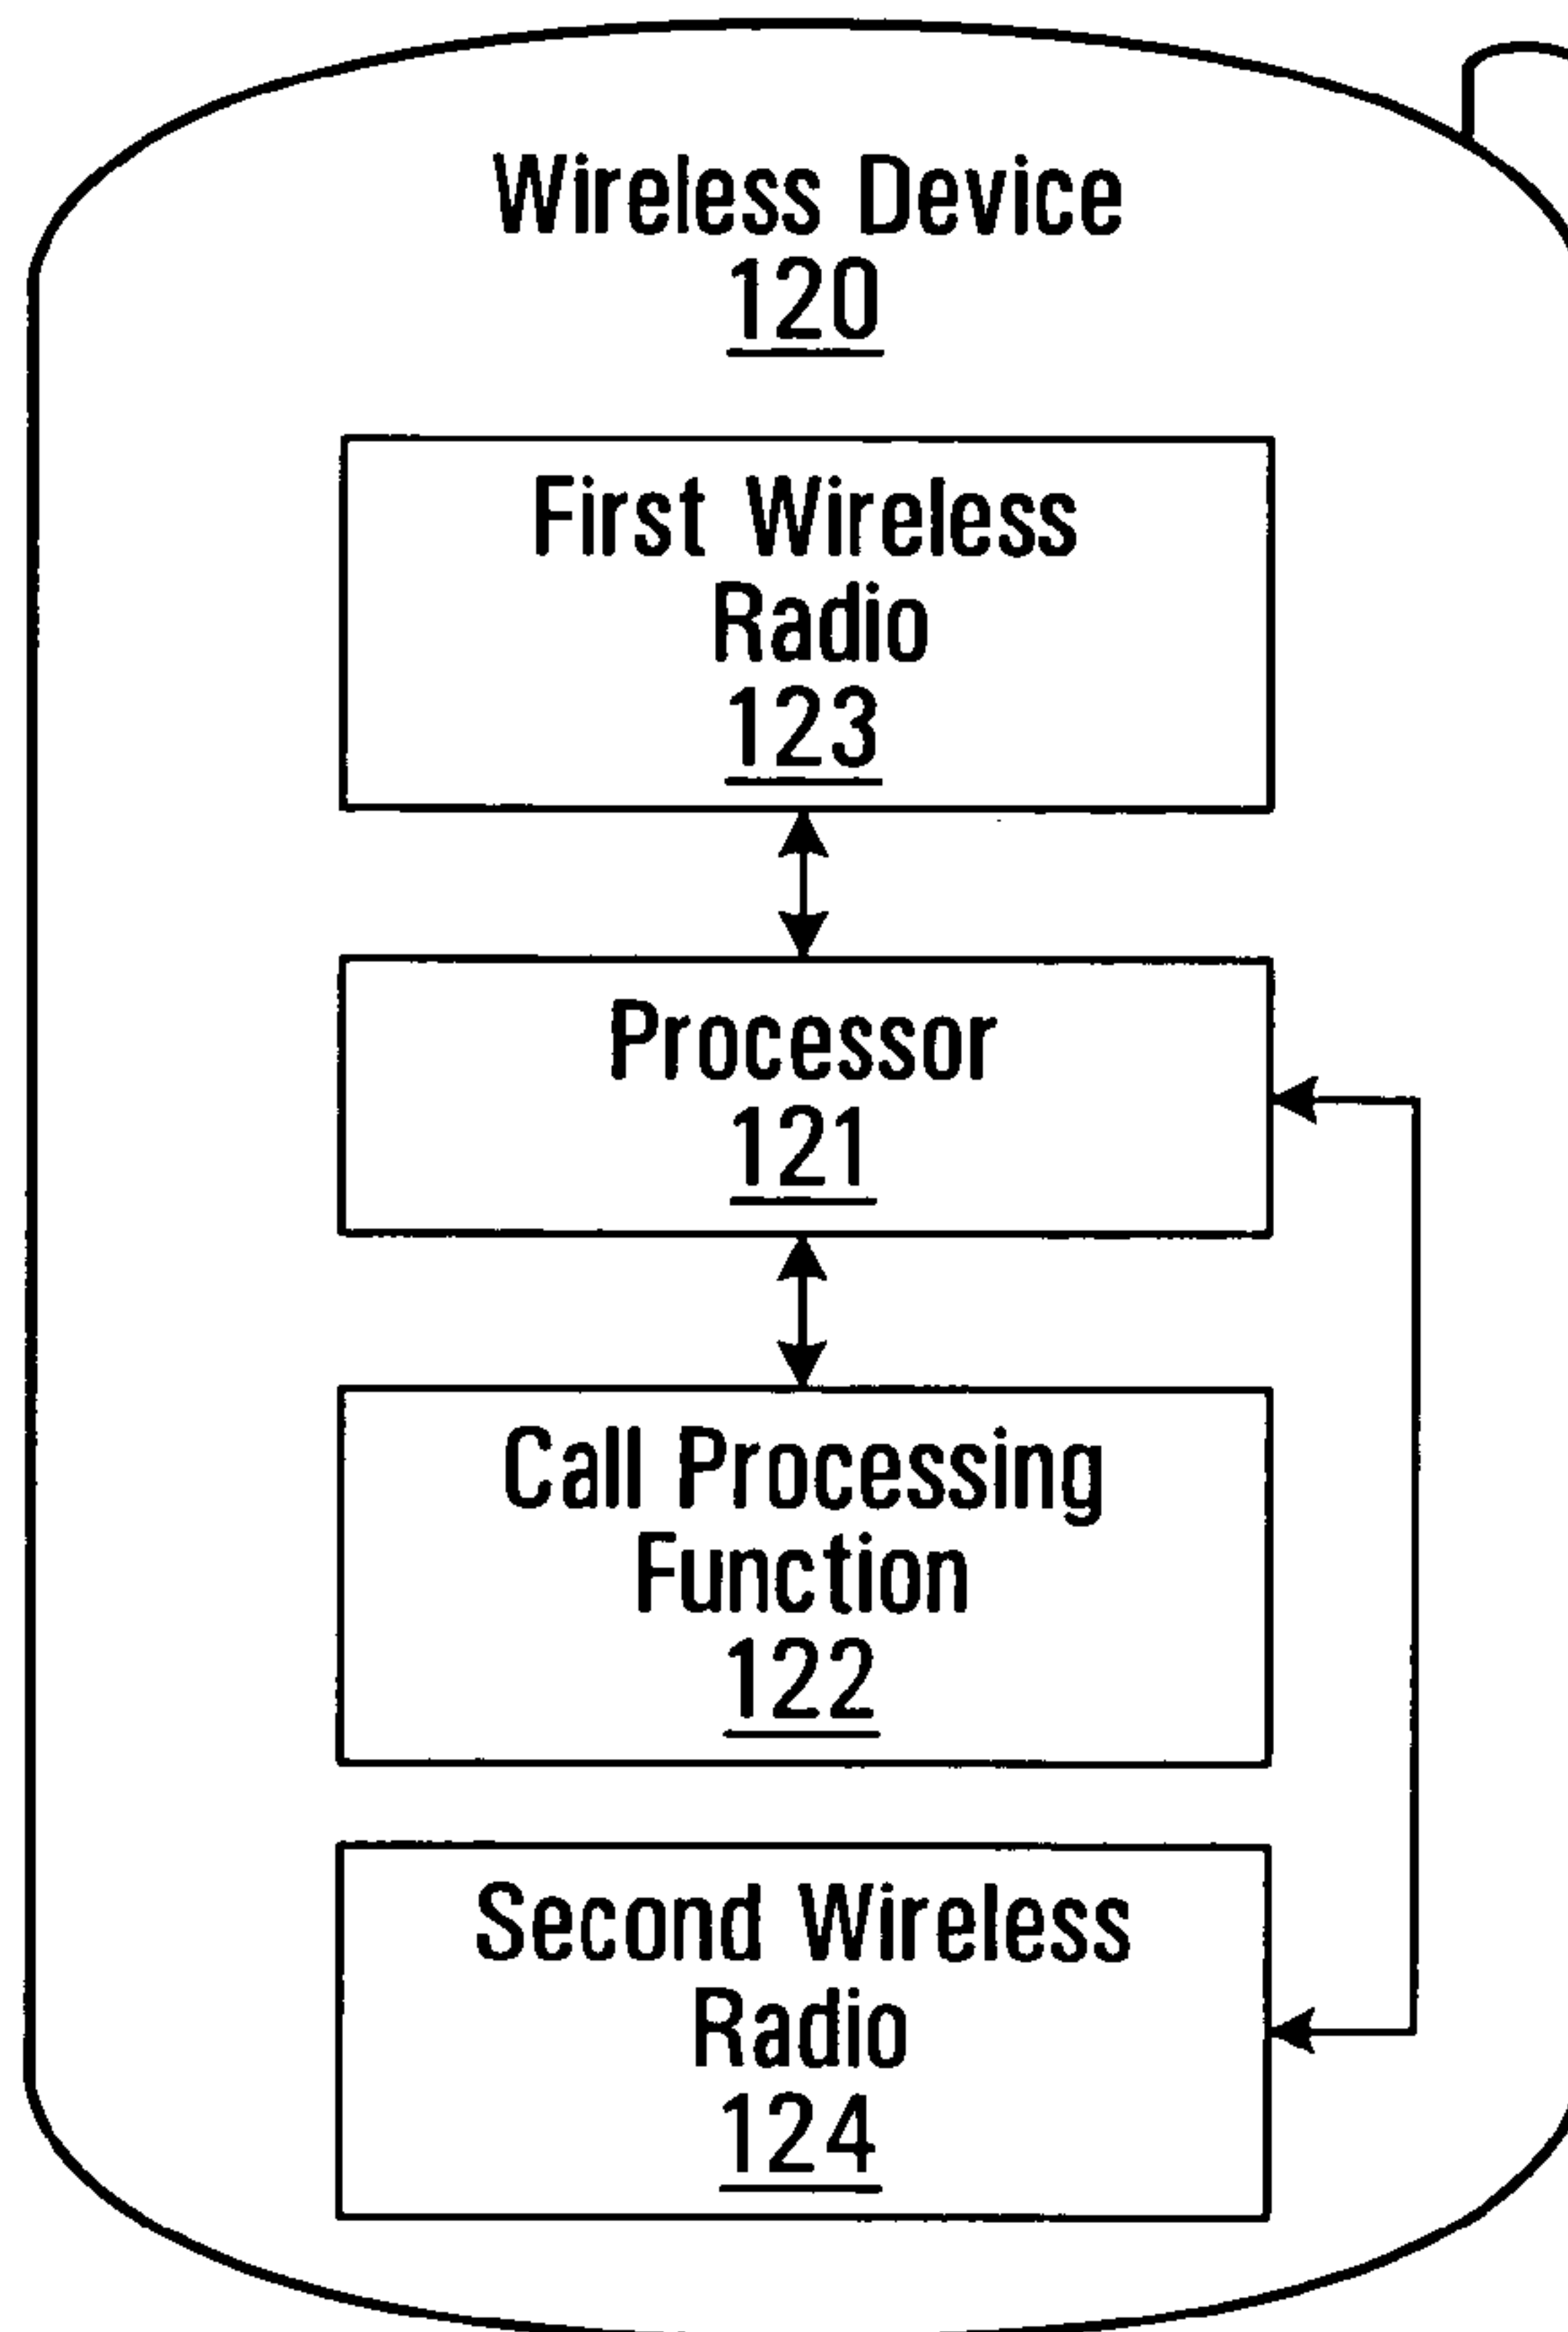 Wireless Device
120
First Wireless
Radio
123
Processor
121
Call Processing
Function
122
Second Wireless
Radio
124